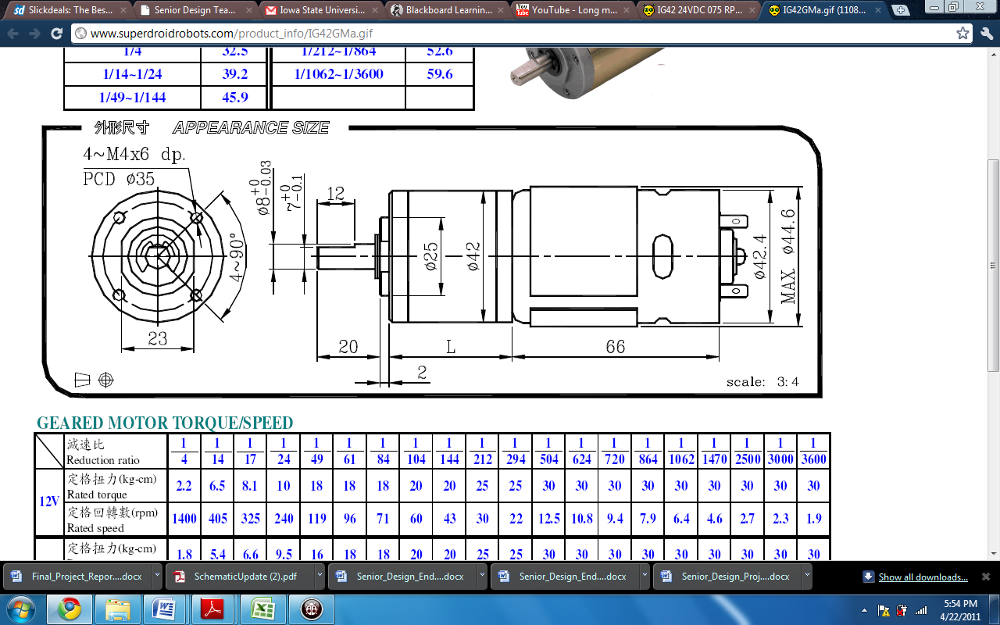 Slickdeals: The Bes...
Senior Design Tea...
Iowa State Universi...
Blackboard Learnin...
YouTube - Long m...
IG42 24VDC 075 RP...
IG42GMa.gif (1108...
www.superdroidrobots.com/product_info/IG42GMa.gif
1/4 32.5 1/212~1/864 52.6
1/14~1/24 39.2 1/1062~1/3600 59.6
1/49~1/144 45.9
外形尺寸 APPEARANCE SIZE
4~M4x6 dp.
PCD ø35
4~90°
23
ø8+0-0.03
7+0-0.1
12
ø25
ø42
ø42.4
MAX. ø44.6
20
L
66
2
scale: 3:4
GEARED MOTOR TORQUE/SPEED
減速比
Reduction ratio
1/4 1/14 1/17 1/24 1/49 1/61 1/84 1/104 1/144 1/212 1/294 1/504 1/624 1/720 1/864 1/1062 1/1470 1/2500 1/3000 1/3600
12V
定格扭力(kg-cm)
Rated torque
2.2 6.5 8.1 10 18 18 18 20 20 25 25 30 30 30 30 30 30 30 30 30
定格回轉數(rpm)
Rated speed
1400 405 325 240 119 96 71 60 43 30 22 12.5 10.8 9.4 7.9 6.4 4.6 2.7 2.3 1.9
定格扭力(kg-cm)
1.8 5.4 6.6 9.5 16 18 18 20 20 25 25 30 30 30 30 30 30 30 30 30
Final_Project_Repor....docx
SchematicUpdate (2).pdf
Senior_Design_End....docx
Senior_Design_End....docx
Senior_Design_Proj....docx
Show all downloads...
5:54 PM
4/22/2011